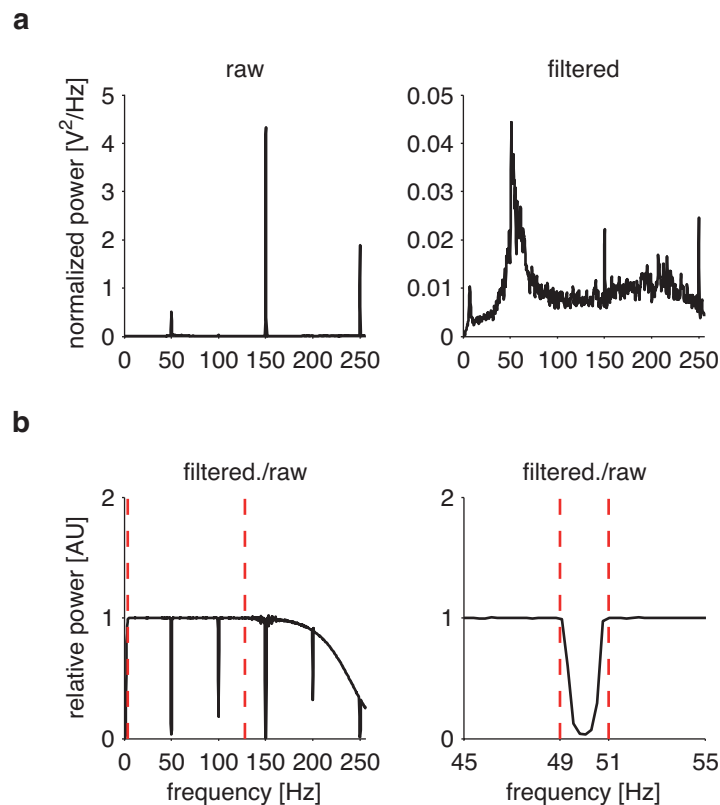 a
raw
filtered
normalized power [V²/Hz]
5
4
3
2
1
0
0 50 100 150 200 250
0.05
0.04
0.03
0.02
0.01
0
0 50 100 150 200 250
b
filtered./raw
filtered./raw
relative power [AU]
2
1
0
0 50 100 150 200 250
frequency [Hz]
2
1
0
45 49 51 55
frequency [Hz]